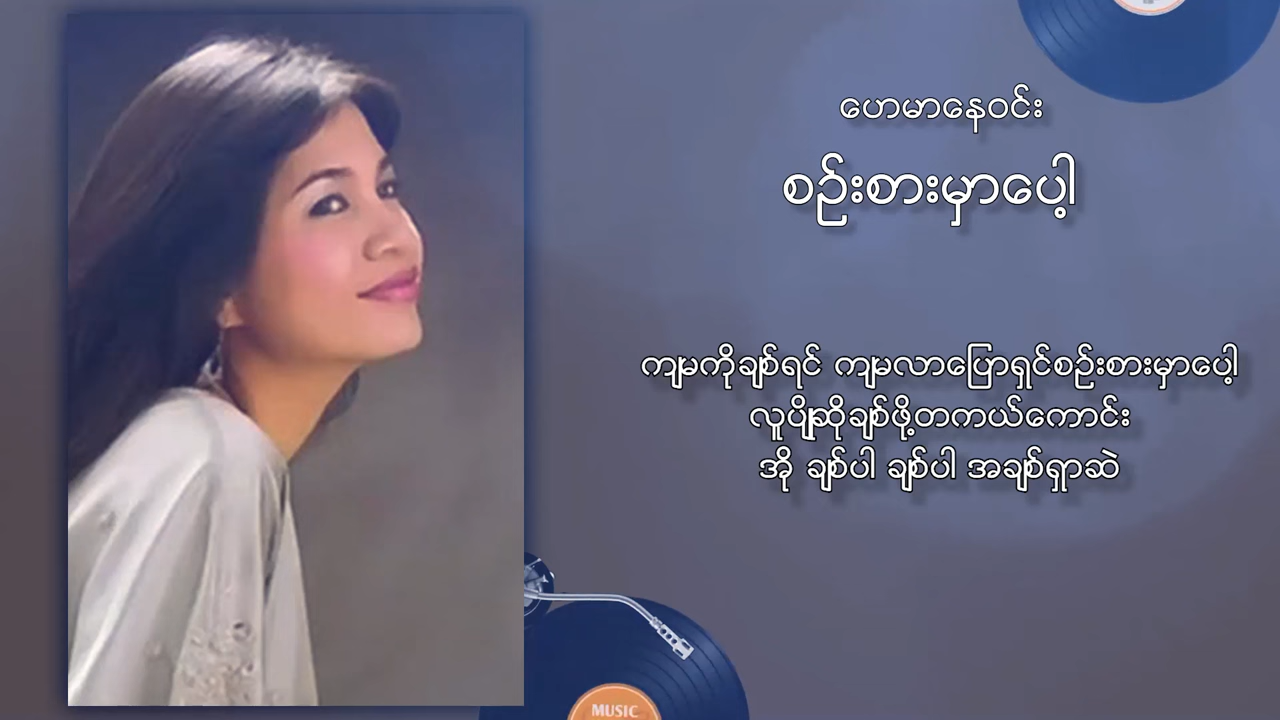 ဟေမာနေဝင်း
စဉ်းစားမှာပေါ့
ကျမကိုချစ်ရင် ကျမလာပြောရှင်စဉ်းစားမှာပေါ့
လူပျိုဆိုချစ်ဖို့တကယ်ကောင်း
အို ချစ်ပါ ချစ်ပါ အချစ်ရှာဆဲ
MUSIC